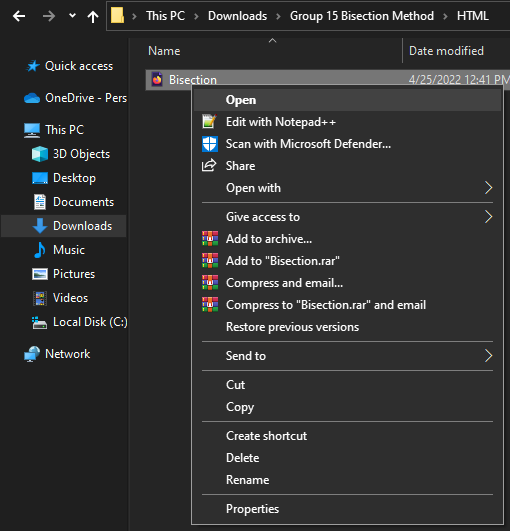 This PC > Downloads > Group 15 Bisection Method > HTML
Name Date modified
Quick access
OneDrive - Pers
This PC
3D Objects
Desktop
Documents
Downloads
Music
Pictures
Videos
Local Disk (C:)
Network
Bisection 4/25/2022 12:41 PM
Open
Edit with Notepad++
Scan with Microsoft Defender...
Share
Open with
Give access to
Add to archive...
Add to "Bisection.rar"
Compress and email...
Compress to "Bisection.rar" and email
Restore previous versions
Send to
Cut
Copy
Create shortcut
Delete
Rename
Properties